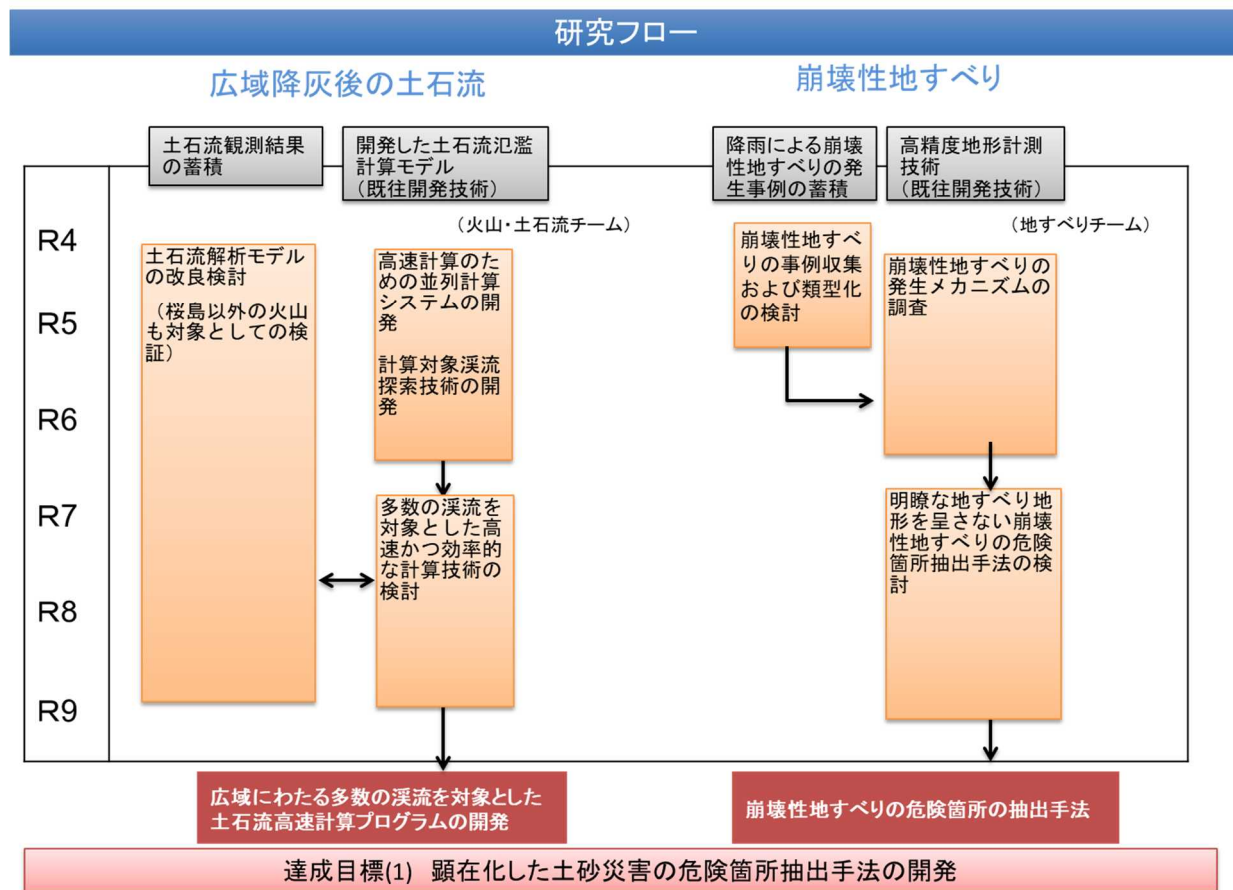 研究フロー
広域降灰後の土石流
崩壊性地すべり
土石流観測結果
の蓄積
開発した土石流氾濫
計算モデル
（既往開発技術）
降雨による崩壊
性地すべりの発
生事例の蓄積
高精度地形計測
技術
（既往開発技術）
（火山・土石流チーム）
（地すべりチーム）
R4
R5
R6
R7
R8
R9
土石流解析モデル
の改良検討
（桜島以外の火山
も対象としての検
証）
高速計算のた
めの並列計算
システムの開
発
計算対象渓流
探索技術の開
発
多数の渓流を
対象とした高
速かつ効率的
な計算技術の
検討
崩壊性地すべ
りの事例収集
および類型化
の検討
崩壊性地すべりの
発生メカニズムの
調査
明瞭な地すべり地
形を呈さない崩壊
性地すべりの危険
箇所抽出手法の検
討
広域にわたる多数の渓流を対象とした
土石流高速計算プログラムの開発
崩壊性地すべりの危険箇所の抽出手法
達成目標(1) 顕在化した土砂災害の危険箇所抽出手法の開発